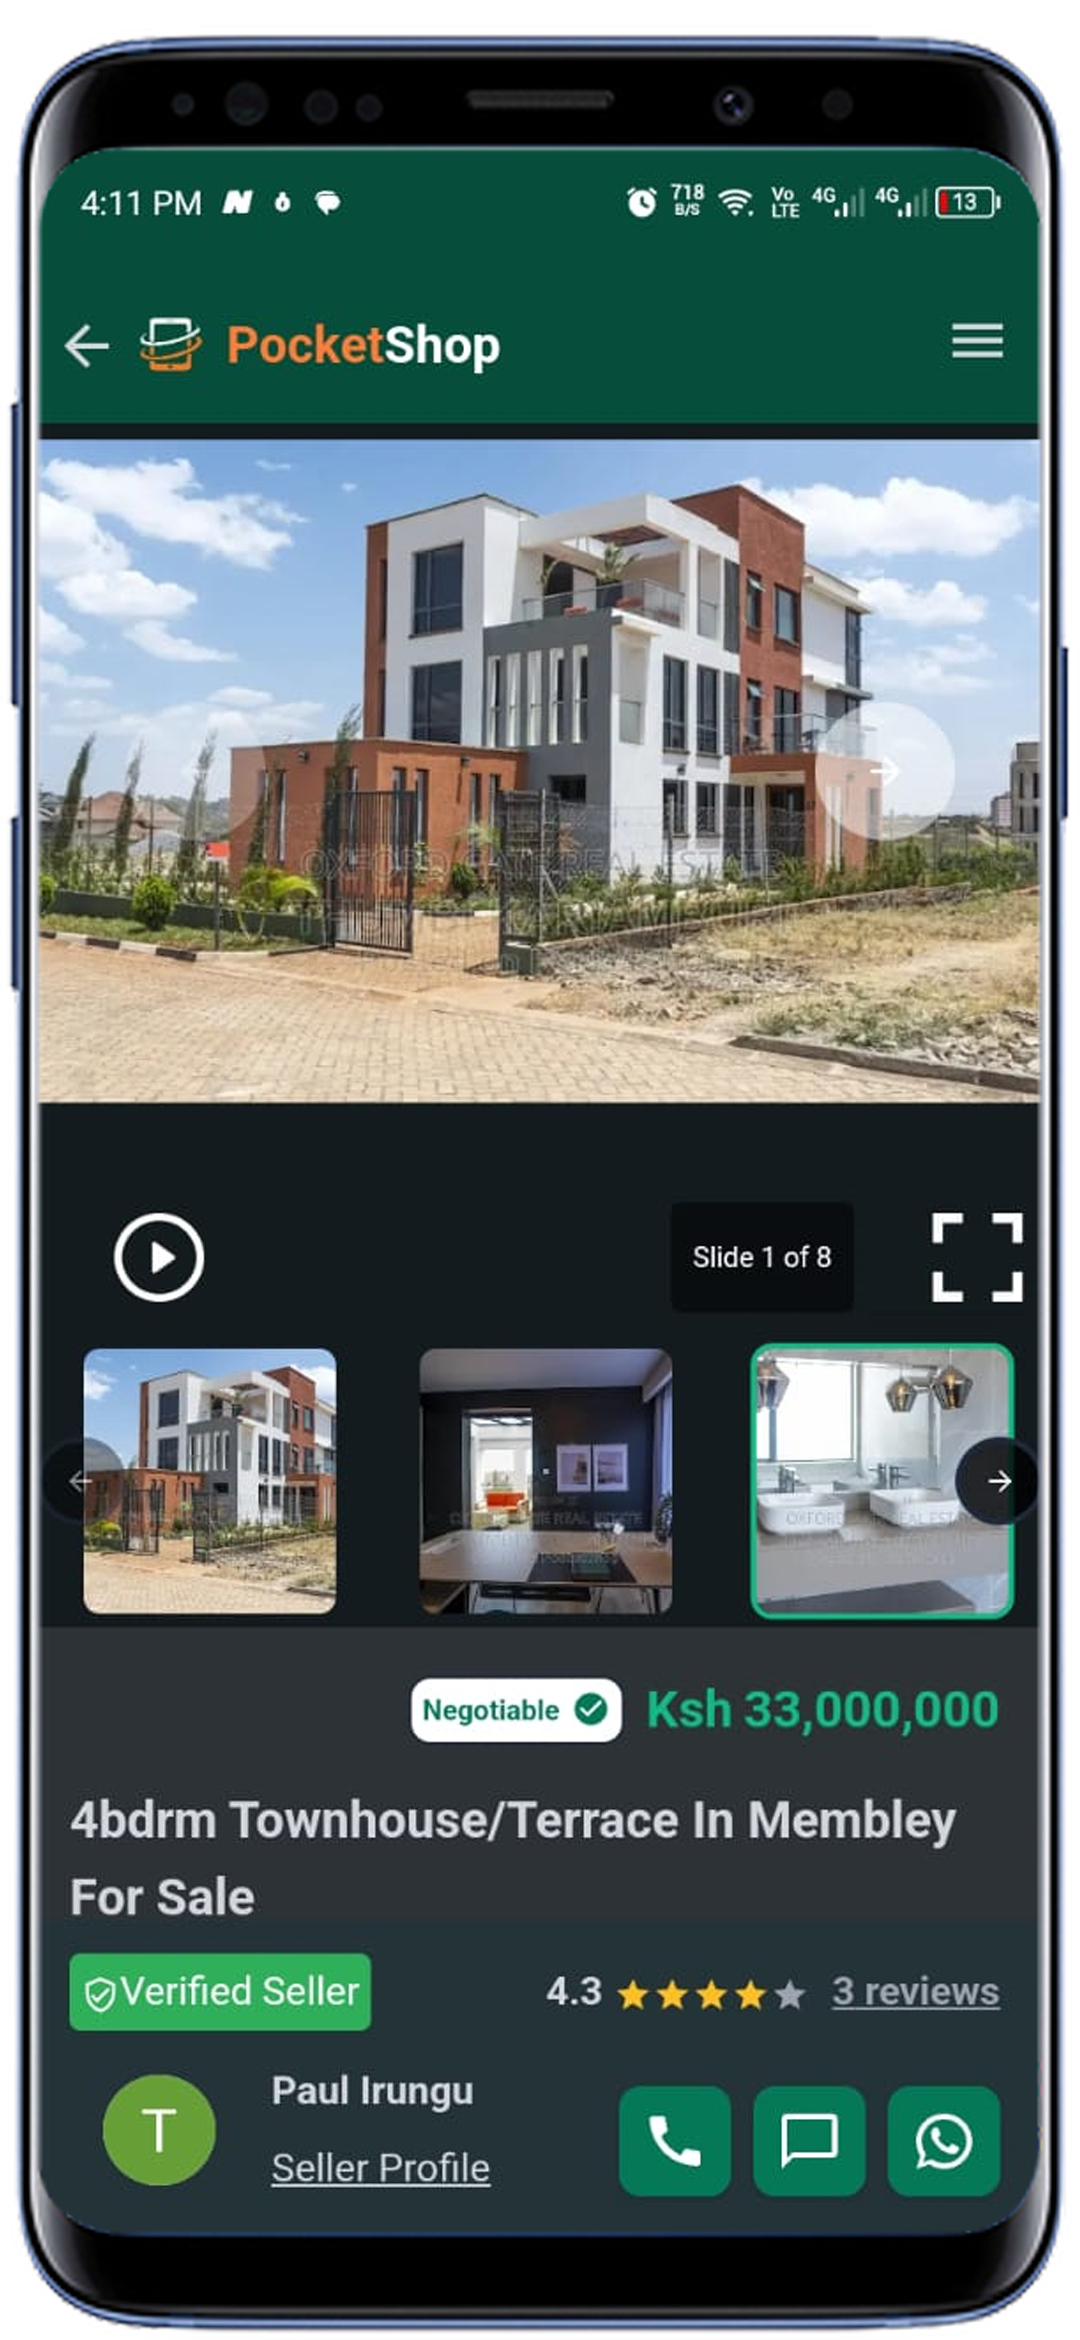 4:11 PM
718
B/S
Vo
LTE
4G
4G
13
PocketShop
OXFORD GATE REAL ESTATE
Slide 1 of 8
Negotiable
Ksh 33,000,000
4bdrm Townhouse/Terrace In Membley
For Sale
Verified Seller
4.3
3 reviews
T
Paul Irungu
Seller Profile